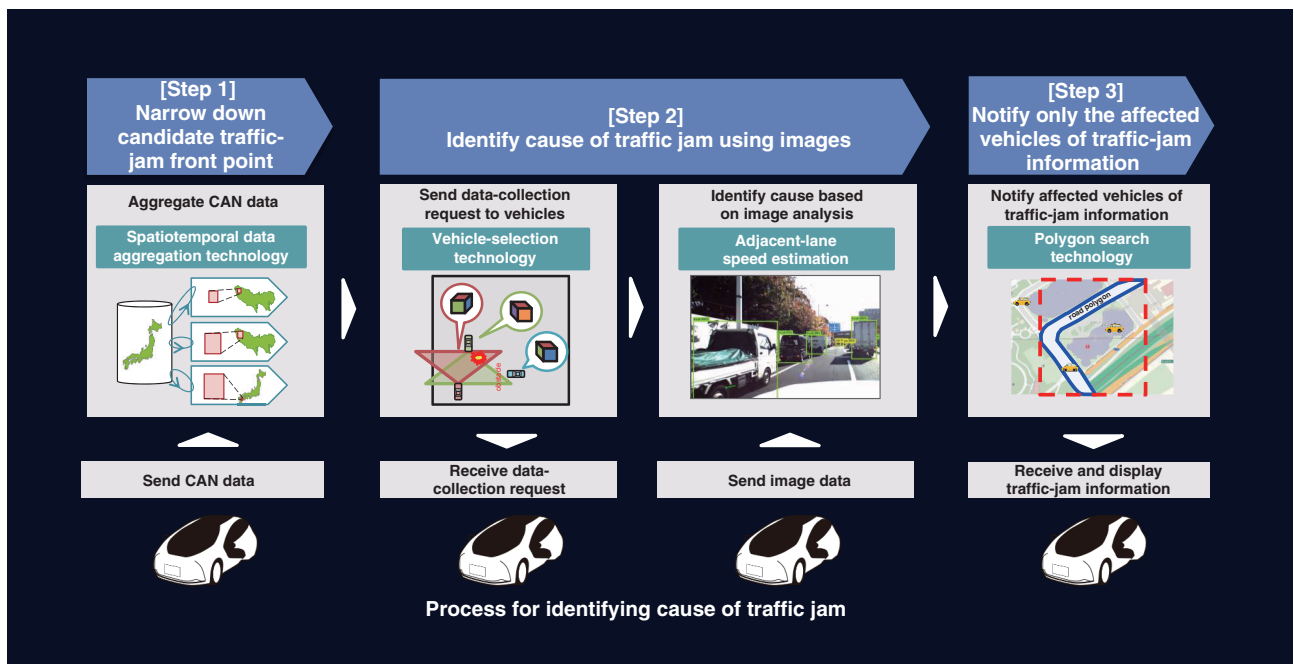 [Step 1]
Narrow down
candidate traffic-
jam front point
[Step 2]
Identify cause of traffic jam using images
[Step 3]
Notify only the affected
vehicles of traffic-jam
information
Aggregate CAN data
Spatiotemporal data
aggregation technology
Send data-collection
request to vehicles
Vehicle-selection
technology
obstacle
Identify cause based
on image analysis
Adjacent-lane
speed estimation
Notify affected vehicles of
traffic-jam information
Polygon search
technology
road polygon
Send CAN data
Receive data-
collection request
Send image data
Receive and display
traffic-jam information
Process for identifying cause of traffic jam